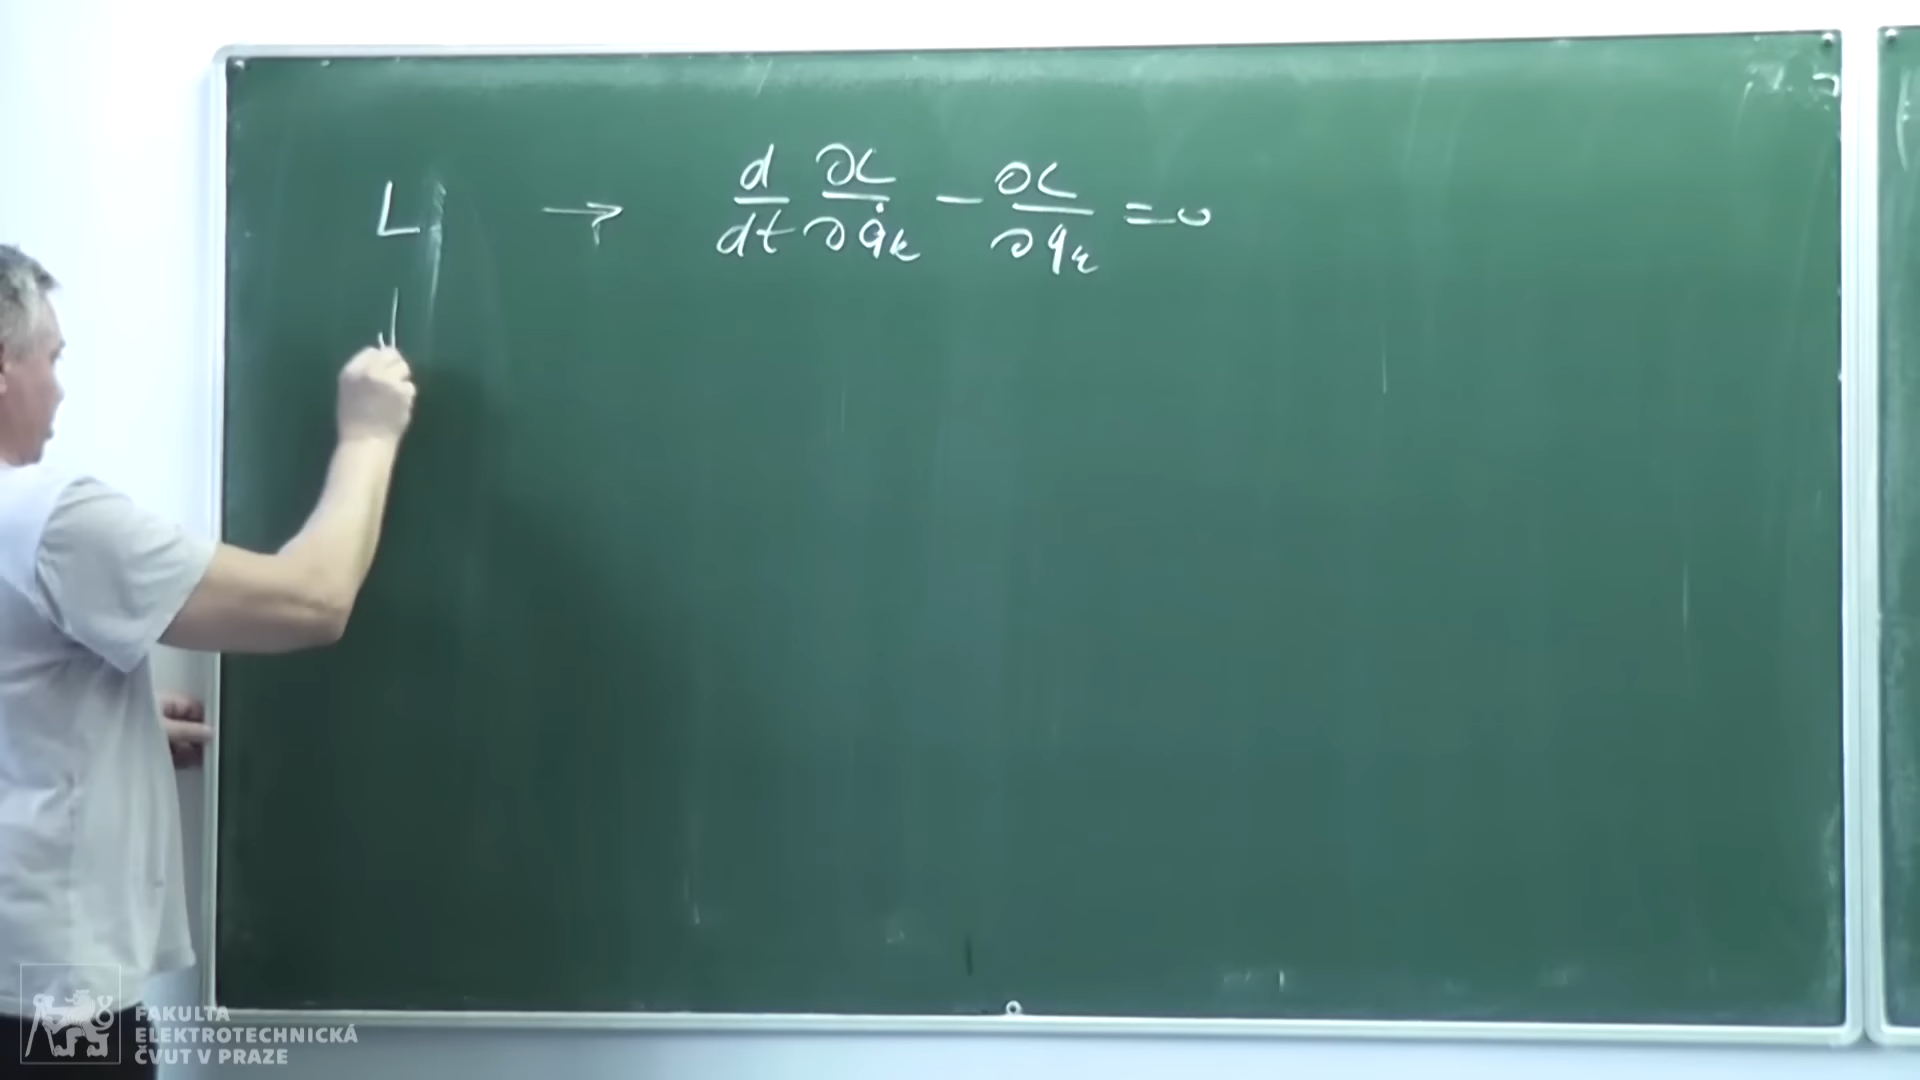 L → d/dt ∂L/∂q̇ₖ − ∂L/∂qₖ = 0
FAKULTA
ELEKTROTECHNICKÁ
ČVUT V PRAZE